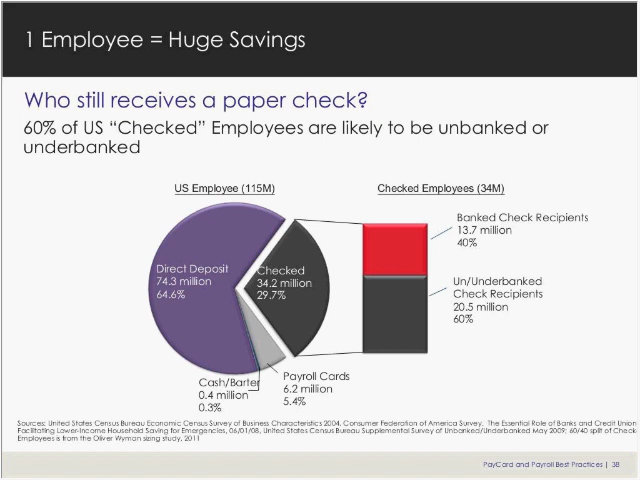 1 Employee = Huge Savings
Who still receives a paper check?
60% of US “Checked” Employees are likely to be unbanked or
underbanked
US Employee (115M)
Checked Employees (34M)
Direct Deposit
74.3 million
64.6%
Checked
34.2 million
29.7%
Banked Check Recipients
13.7 million
40%
Un/Underbanked
Check Recipients
20.5 million
60%
Cash/Barter
0.4 million
0.3%
Payroll Cards
6.2 million
5.4%
Sources: United States Census Bureau Economic Census Survey of Business Characteristics 2004, Consumer Federation of America Survey, The Essential Role of Banks and Credit Union
Facilitating Lower-Income Household Saving for Emergencies, 06/01/08, United States Census Bureau Supplemental Survey of Unbanked/Underbanked May 2009; 60/40 split of Check
Employees is from the Oliver Wyman sizing study, 2011
PayCard and Payroll Best Practices | 38